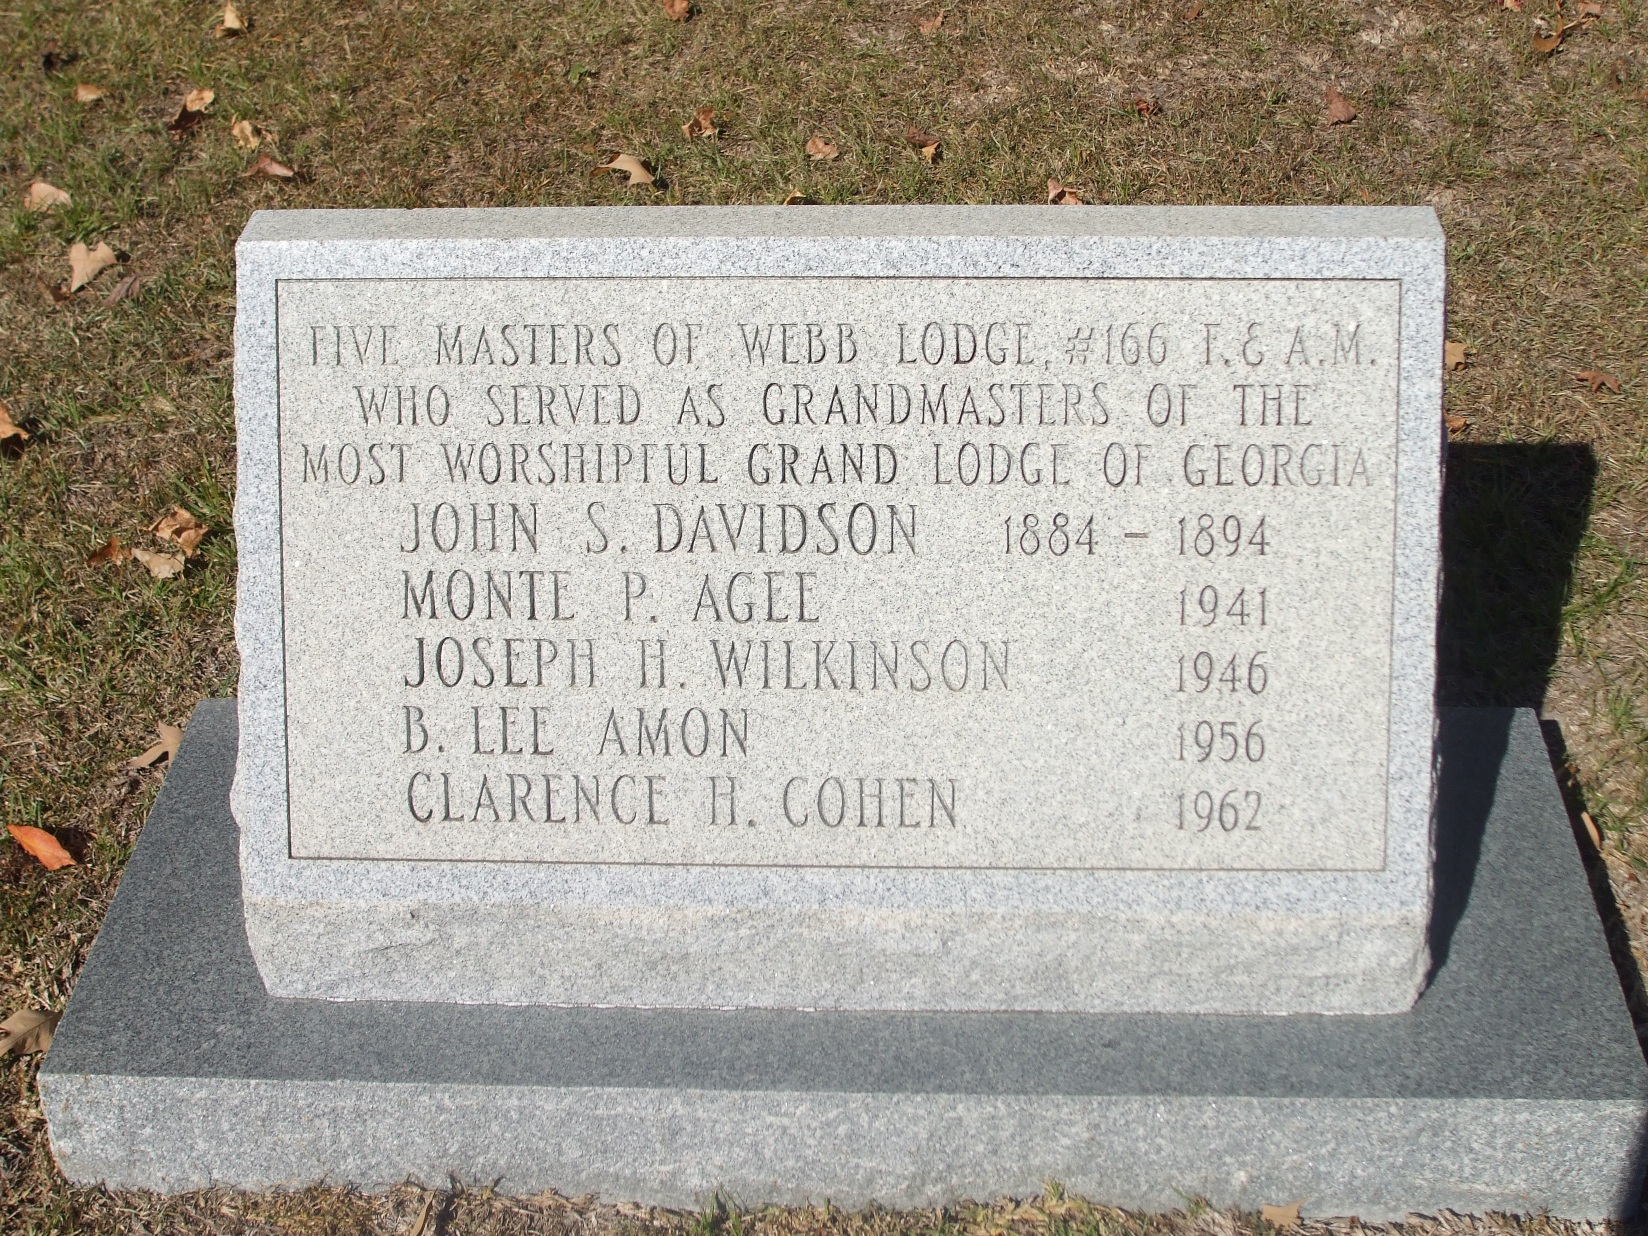 FIVE MASTERS OF WEBB LODGE, #166 F. & A.M.
WHO SERVED AS GRANDMASTERS OF THE
MOST WORSHIPFUL GRAND LODGE OF GEORGIA
JOHN S. DAVIDSON 1884 - 1894
MONTE P. AGEE 1941
JOSEPH H. WILKINSON 1946
B. LEE AMON 1956
CLARENCE H. COHEN 1962